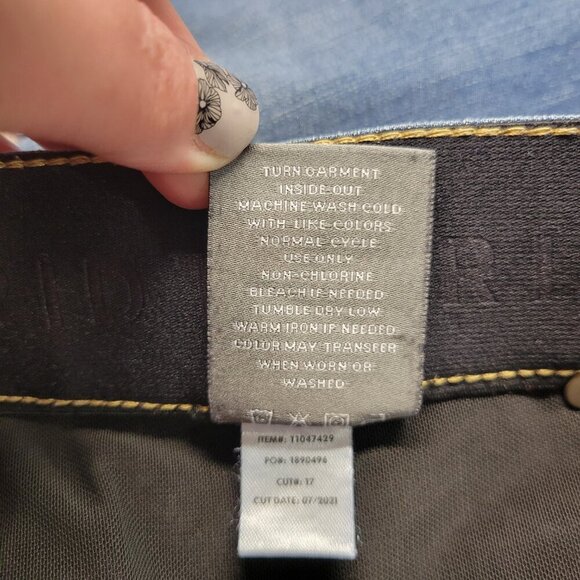 TURN GARMENT
INSIDE OUT
MACHINE WASH COLD
WITH LIKE COLORS
NORMAL CYCLE
USE ONLY
NON-CHLORINE
BLEACH IF NEEDED
TUMBLE DRY LOW
WARM IRON IF NEEDED
COLOR MAY TRANSFER
WHEN WORN OR
WASHED
ITEM#: 11047429
PO#: 1890496
CUT#: 17
CUT DATE: 07/2021